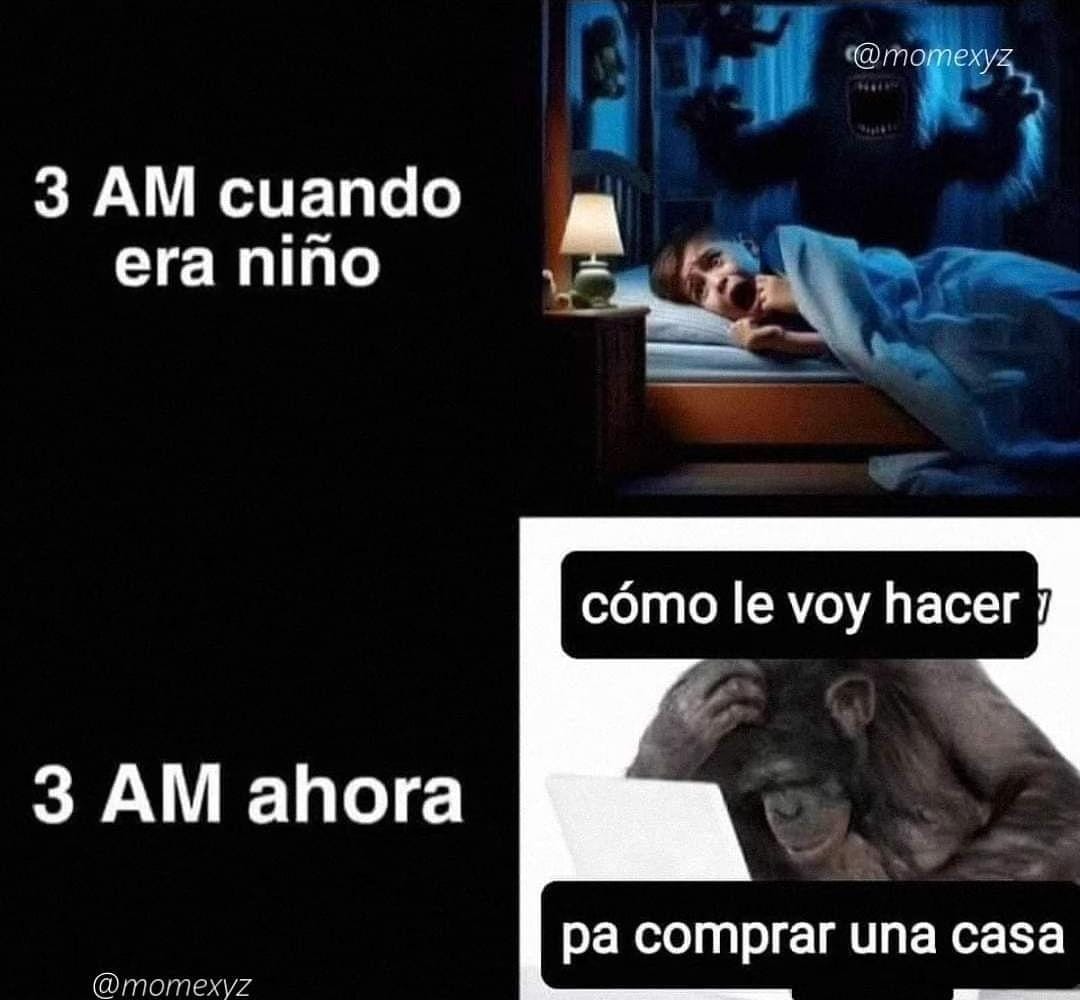 @momexyz
3 AM cuando
era niño
cómo le voy hacer
3 AM ahora
pa comprar una casa
@momexyz